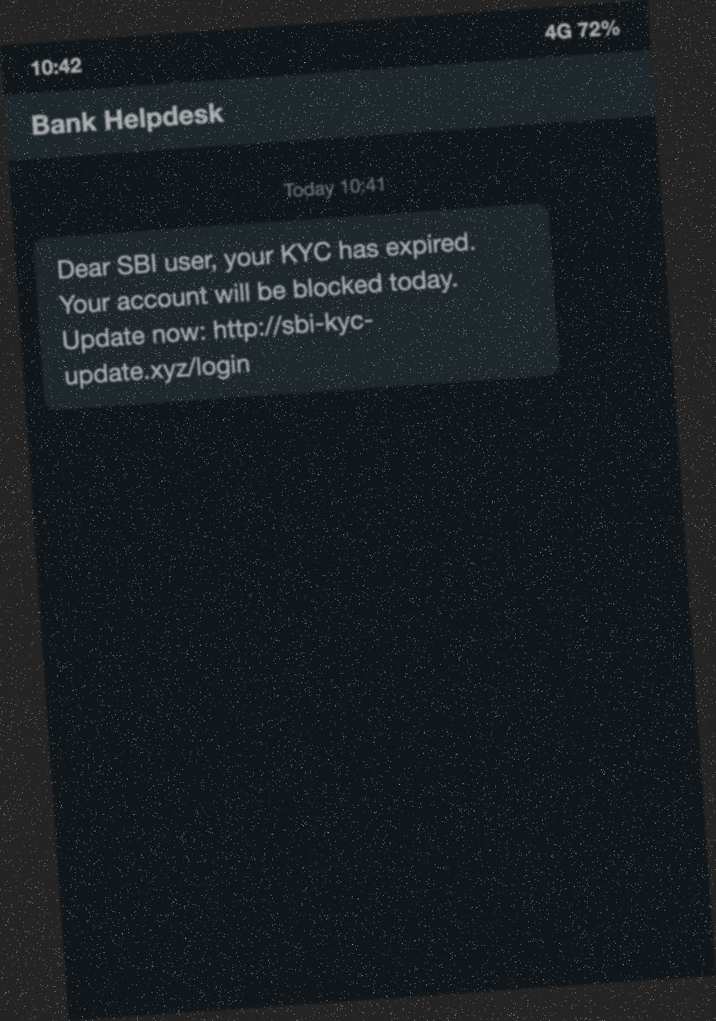 10:42
4G 72%
Bank Helpdesk
Today 10:41
Dear SBI user, your KYC has expired.
Your account will be blocked today.
Update now: http://sbi-kyc-
update.xyz/login